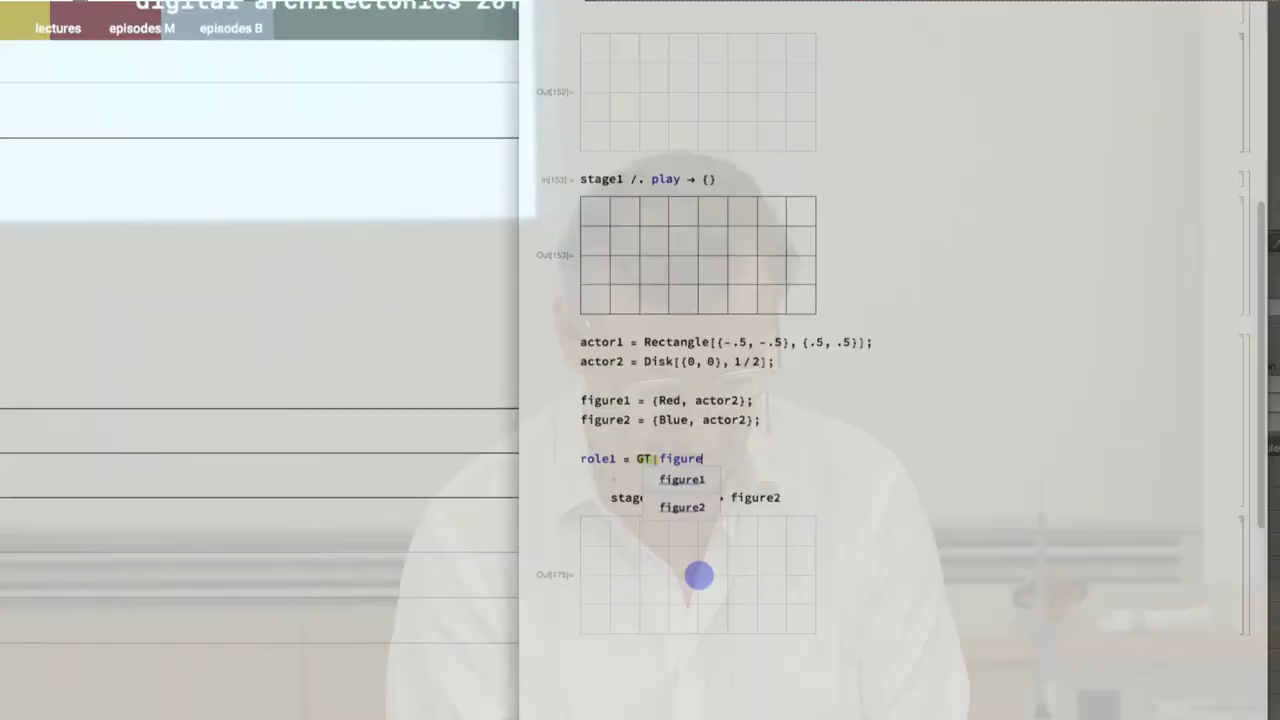 digital architectonics 201
lectures episodes M episodes B
Out[152]=
In[153]:= stage1 /. play → {}
Out[153]=
actor1 = Rectangle[{-.5, -.5}, {.5, .5}];
actor2 = Disk[{0, 0}, 1/2];
figure1 = {Red, actor2};
figure2 = {Blue, actor2};
role1 = GT[figure
figure1
stag figure2
figure2
Out[175]=